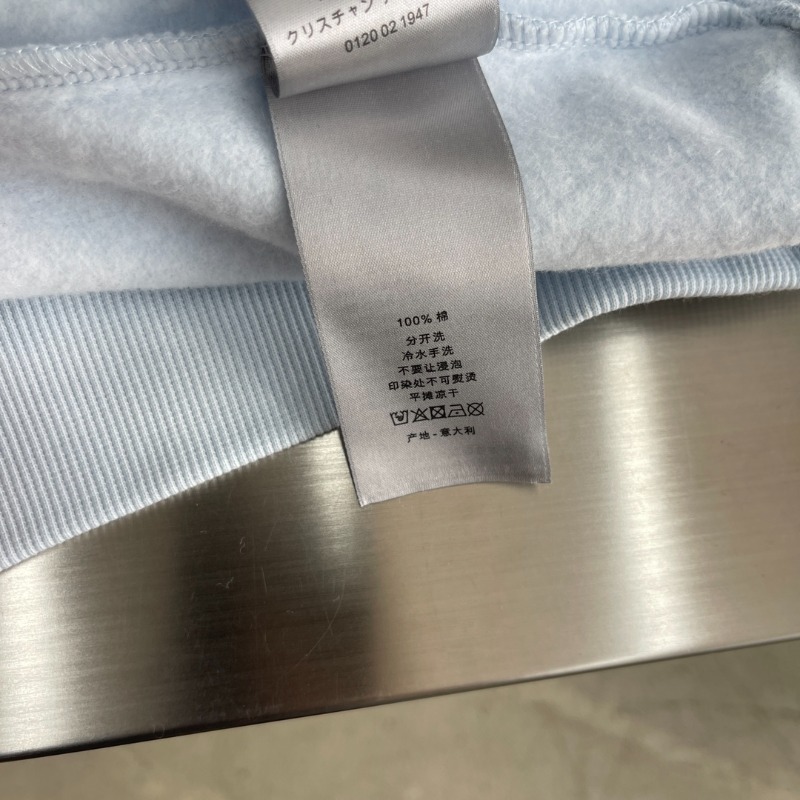 クリスチャン
0120 02 1947
100% 棉
分开洗
冷水手洗
不要让浸泡
印染处不可熨烫
平摊凉干
产地-意大利